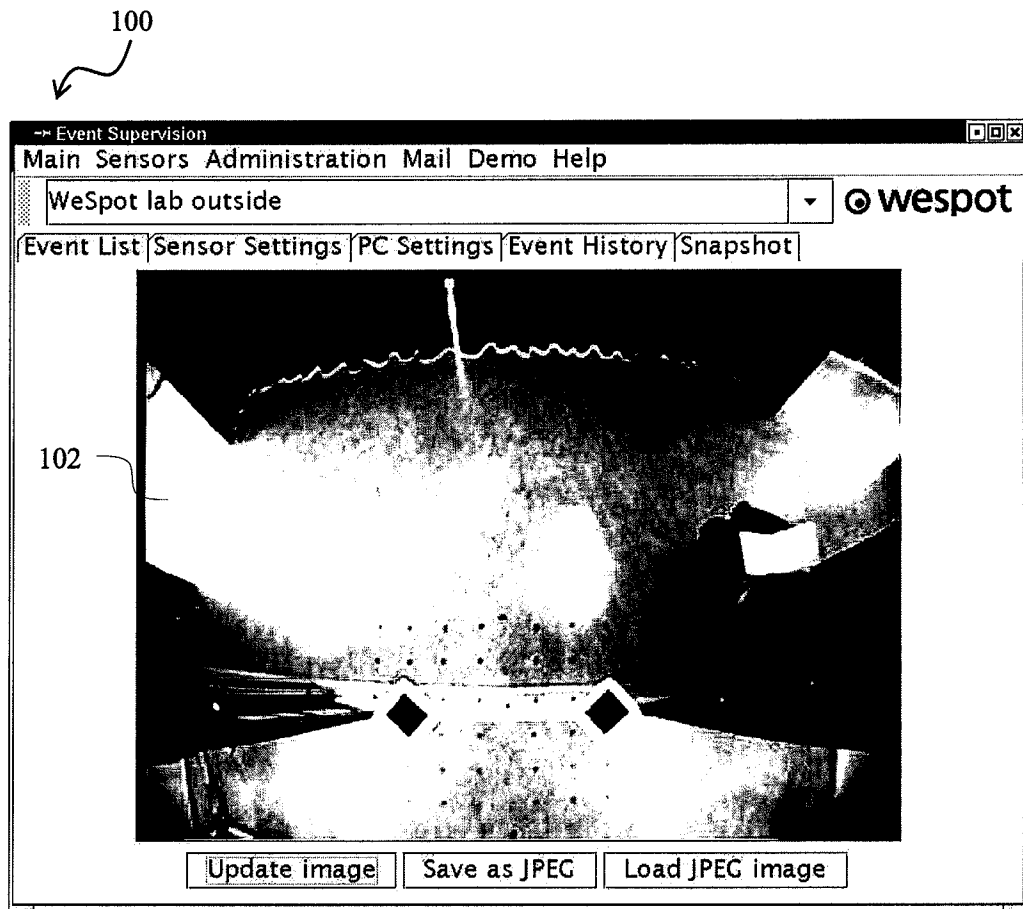 100
Event Supervision
Main Sensors Administration Mail Demo Help
WeSpot lab outside
wespot
Event List Sensor Settings PC Settings Event History Snapshot
102
Update image Save as JPEG Load JPEG image